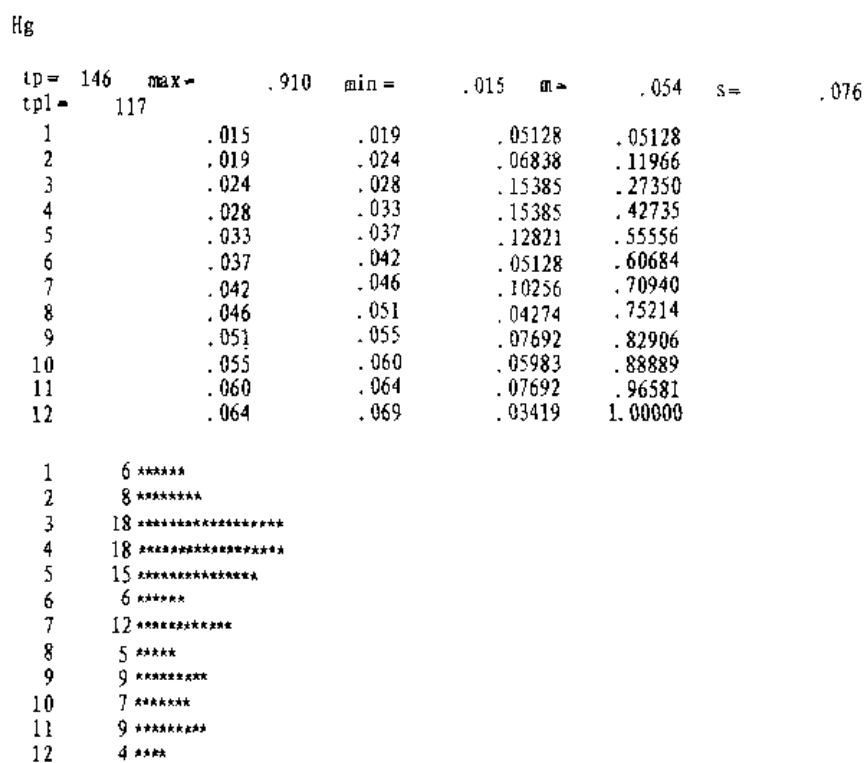 Hg
tp= 146 max= .910 min= .015 m= .054 s= .076
tpl= 117
1 .015 .019 .05128 .05128
2 .019 .024 .06838 .11966
3 .024 .028 .15385 .27350
4 .028 .033 .15385 .42735
5 .033 .037 .12821 .55556
6 .037 .042 .05128 .60684
7 .042 .046 .10256 .70940
8 .046 .051 .04274 .75214
9 .051 .055 .07692 .82906
10 .055 .060 .05983 .88889
11 .060 .064 .07692 .96581
12 .064 .069 .03419 1.00000
1 6 ******
2 8 ********
3 18 ******************
4 18 ******************
5 15 ***************
6 6 ******
7 12 ************
8 5 *****
9 9 *********
10 7 *******
11 9 *********
12 4 ****